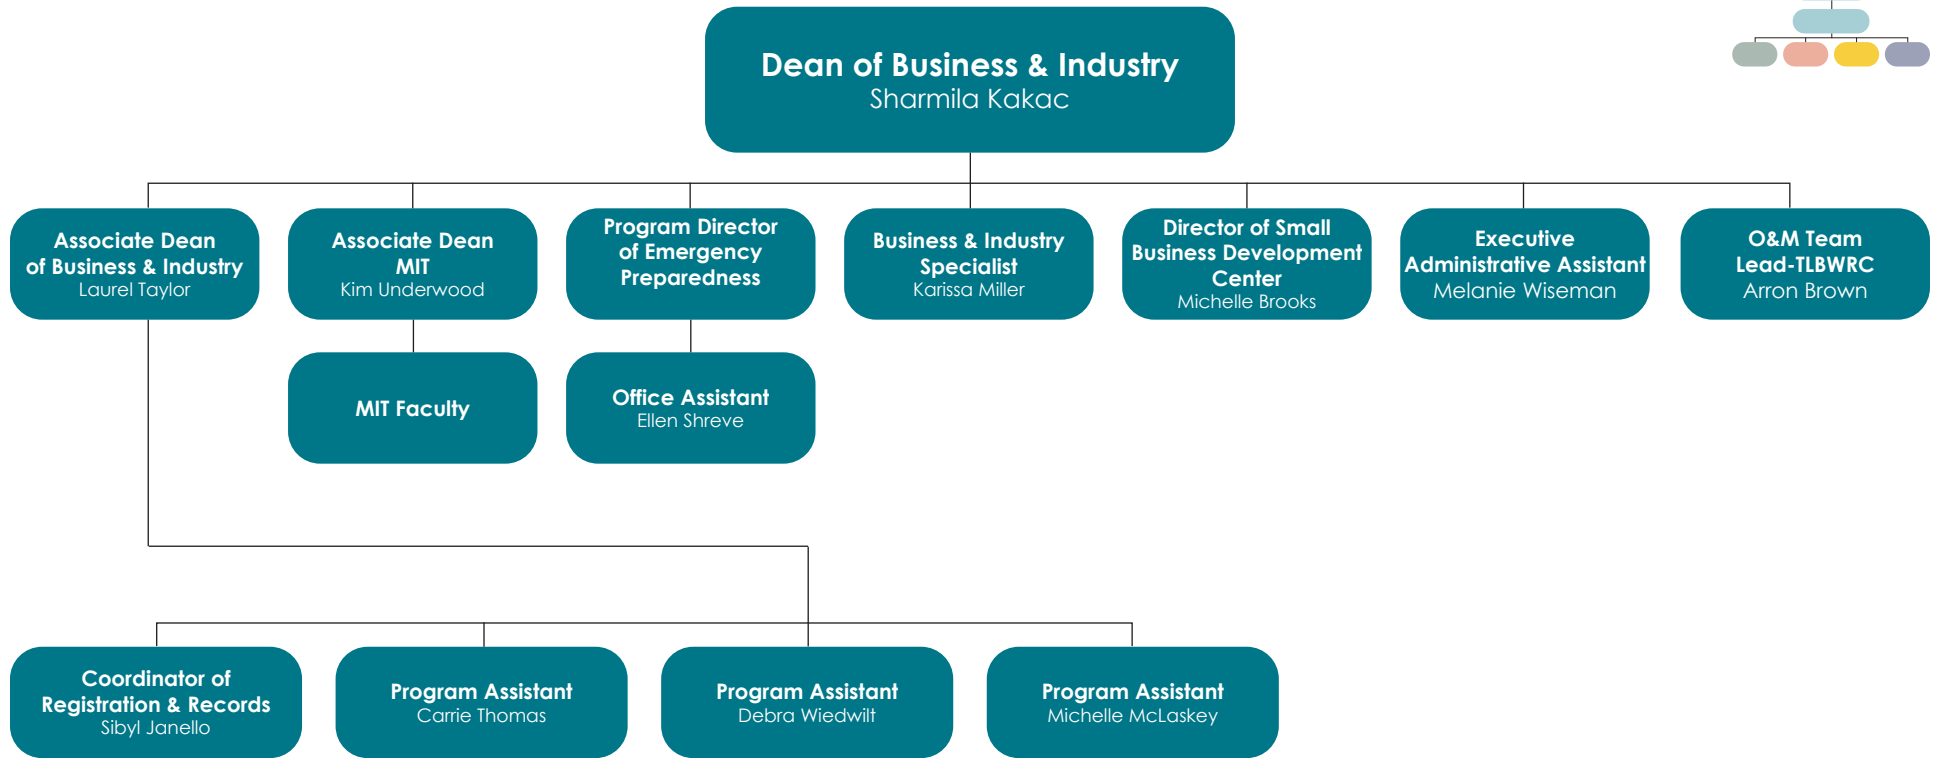 Dean of Business & Industry
Sharmila Kakac
Associate Dean
of Business & Industry
Laurel Taylor
Associate Dean
MIT
Kim Underwood
Program Director
of Emergency
Preparedness
Business & Industry
Specialist
Karissa Miller
Director of Small
Business Development
Center
Michelle Brooks
Executive
Administrative Assistant
Melanie Wiseman
O&M Team
Lead-TLBWRC
Arron Brown
MIT Faculty
Office Assistant
Ellen Shreve
Coordinator of
Registration & Records
Sibyl Janello
Program Assistant
Carrie Thomas
Program Assistant
Debra Wiedwilt
Program Assistant
Michelle McLaskey